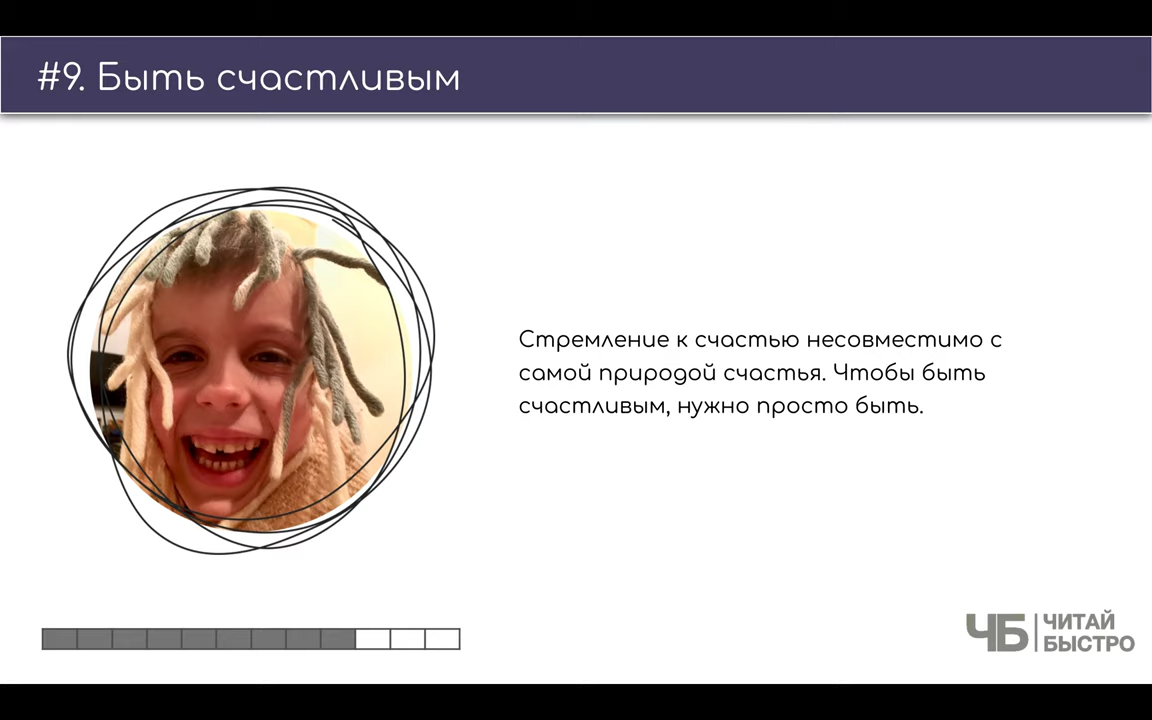 #9. Быть счастливым
Стремление к счастью несовместимо с
самой природой счастья. Чтобы быть
счастливым, нужно просто быть.
ЧБ
ЧИТАЙ
БЫСТРО